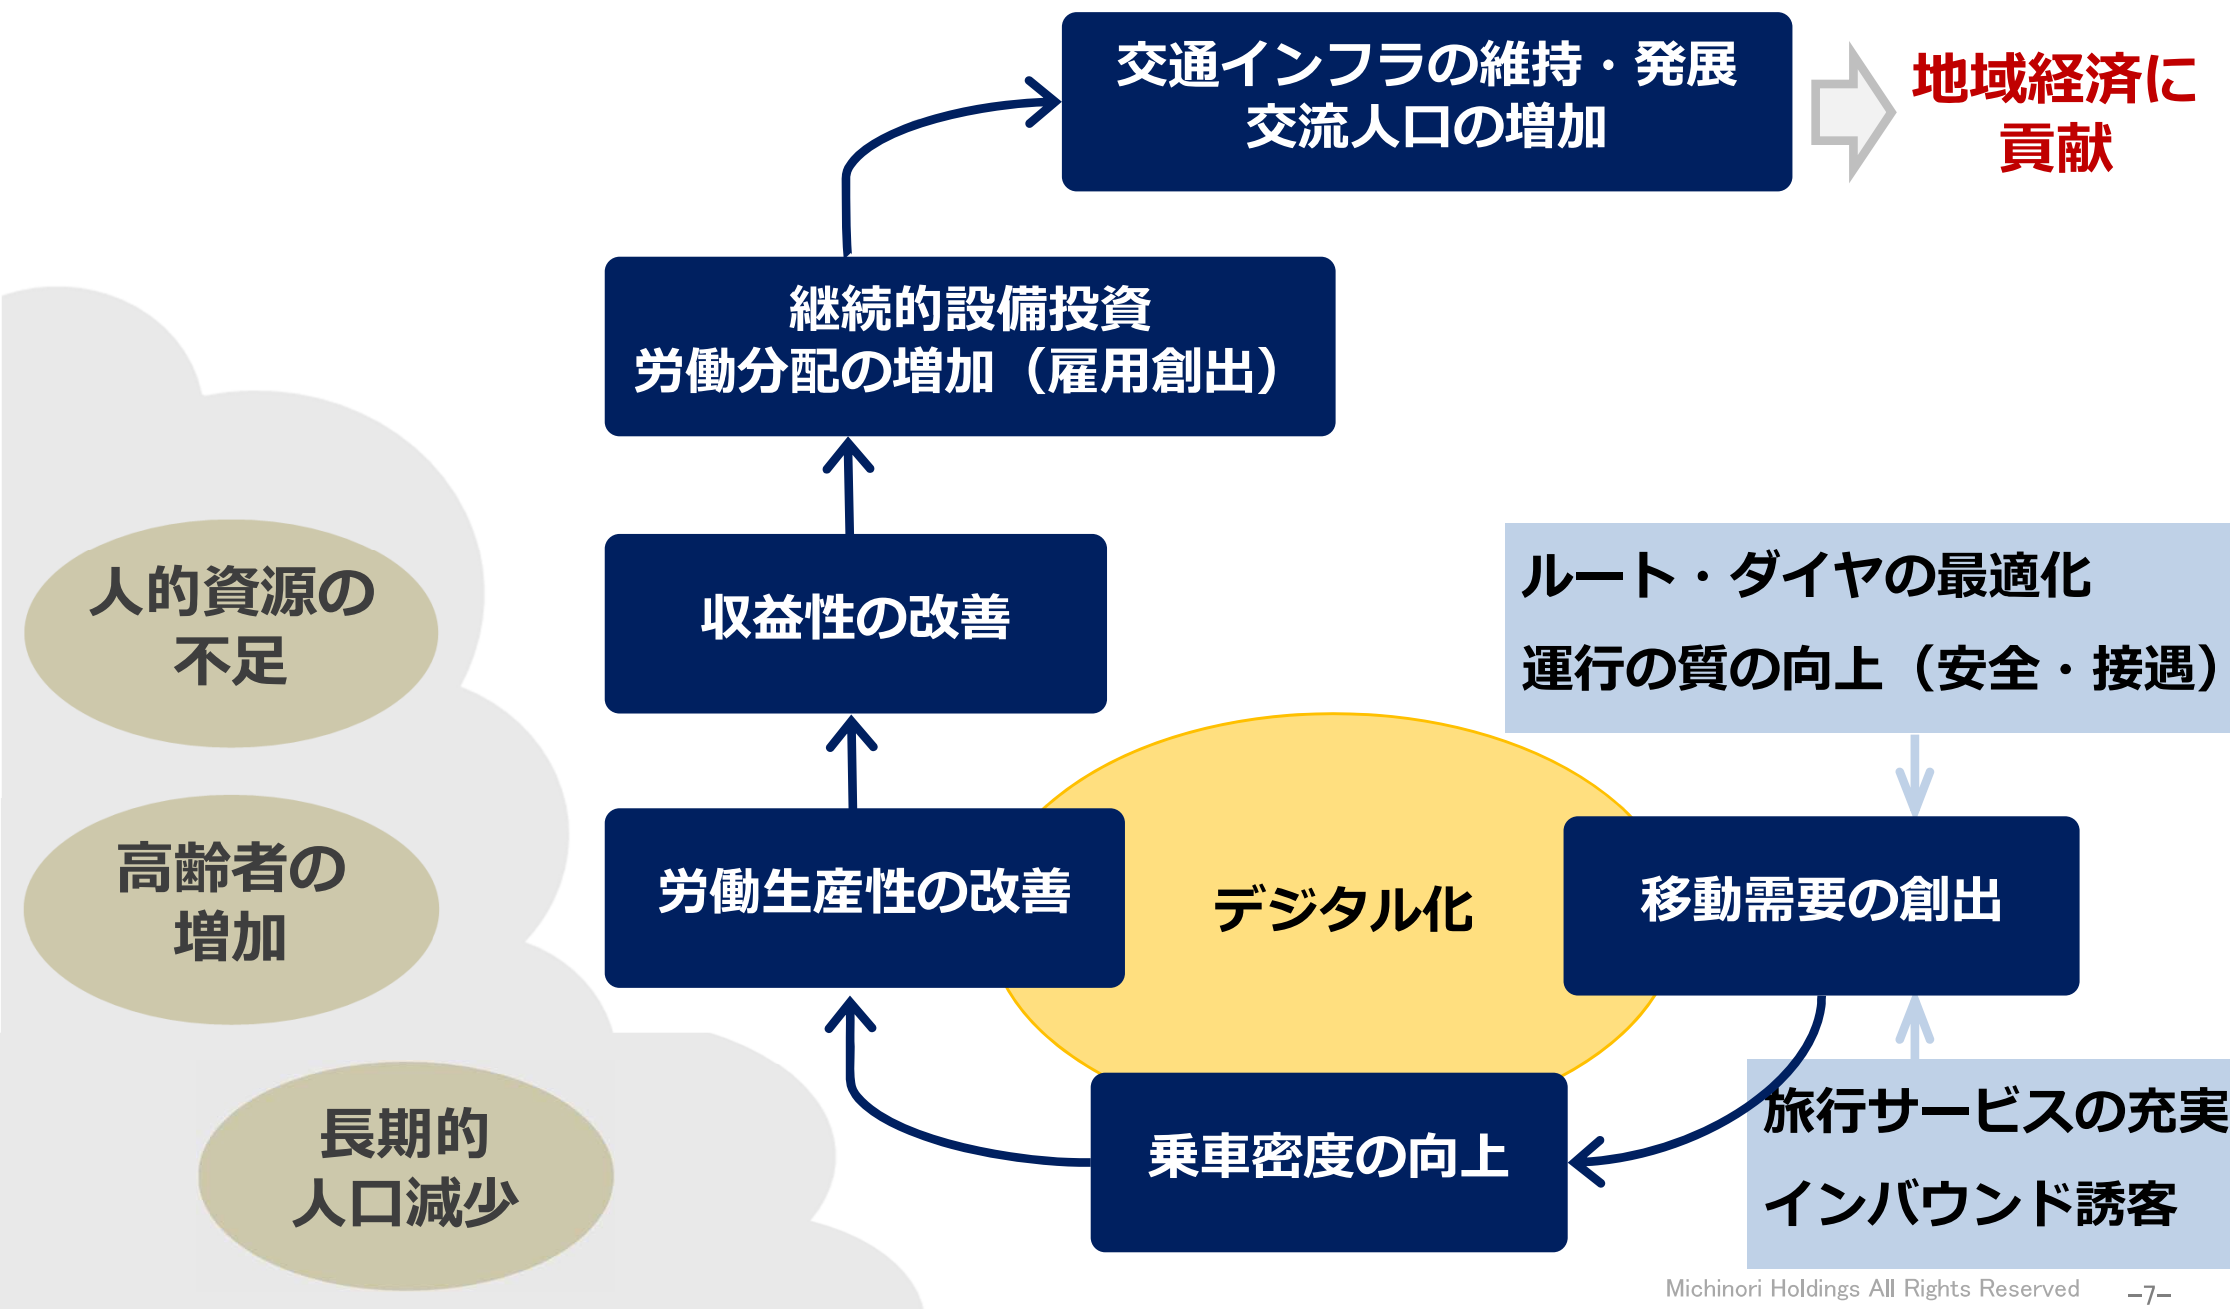 交通インフラの維持・発展
交流人口の増加
地域経済に
貢献
継続的設備投資
労働分配の増加（雇用創出）
人的資源の
不足
収益性の改善
ルート・ダイヤの最適化
運行の質の向上（安全・接遇）
高齢者の
増加
労働生産性の改善
デジタル化
移動需要の創出
長期的
人口減少
乗車密度の向上
旅行サービスの充実
インバウンド誘客
Michinori Holdings All Rights Reserved
-7-